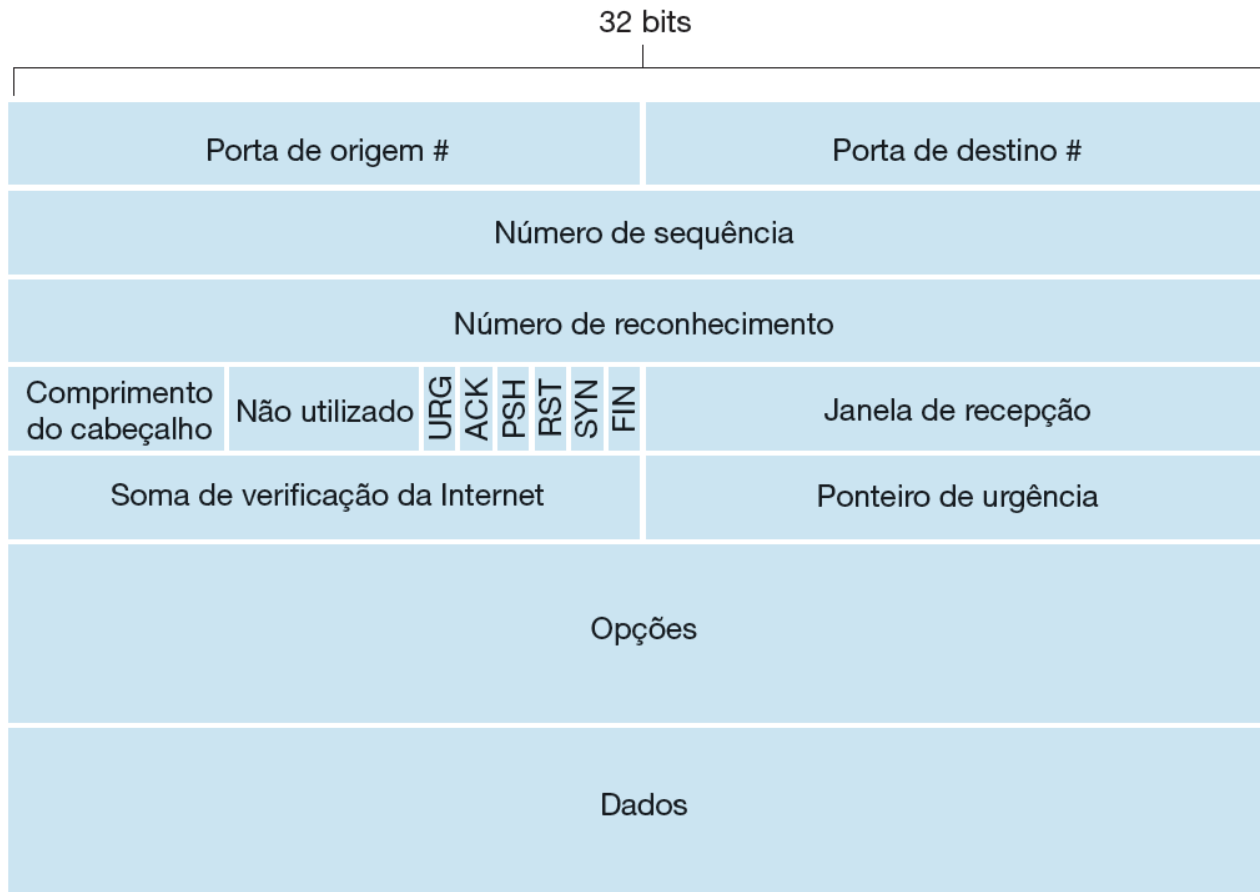 32 bits
Porta de origem #
Porta de destino #
Número de sequência
Número de reconhecimento
Comprimento
do cabeçalho
Não utilizado
URG
ACK
PSH
RST
SYN
FIN
Janela de recepção
Soma de verificação da Internet
Ponteiro de urgência
Opções
Dados